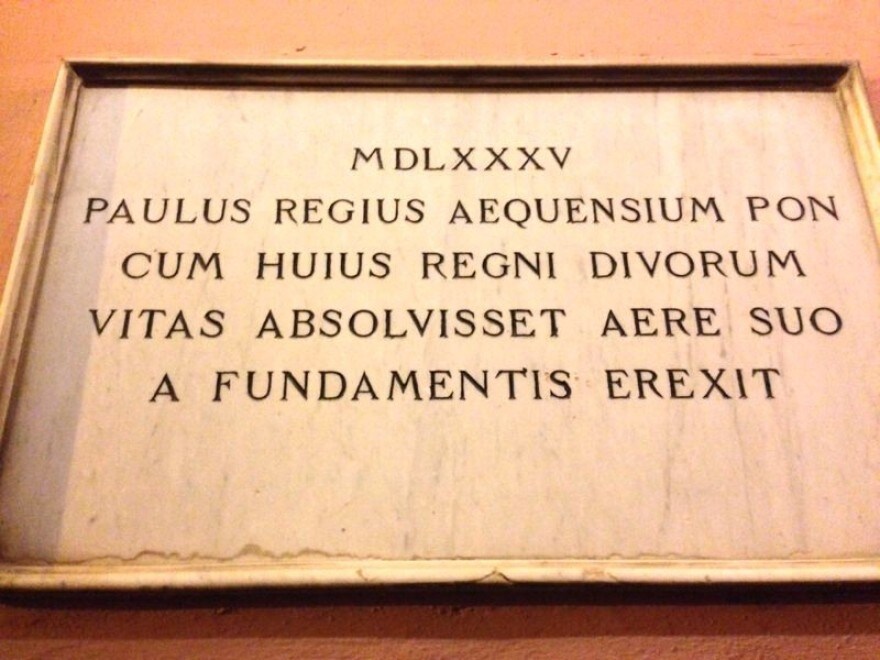 MDLXXXV
PAULUS REGIUS AEQUENSIUM PON
CUM HUIUS REGNI DIVORUM
VITAS ABSOLVISSET AERE SUO
A FUNDAMENTIS EREXIT